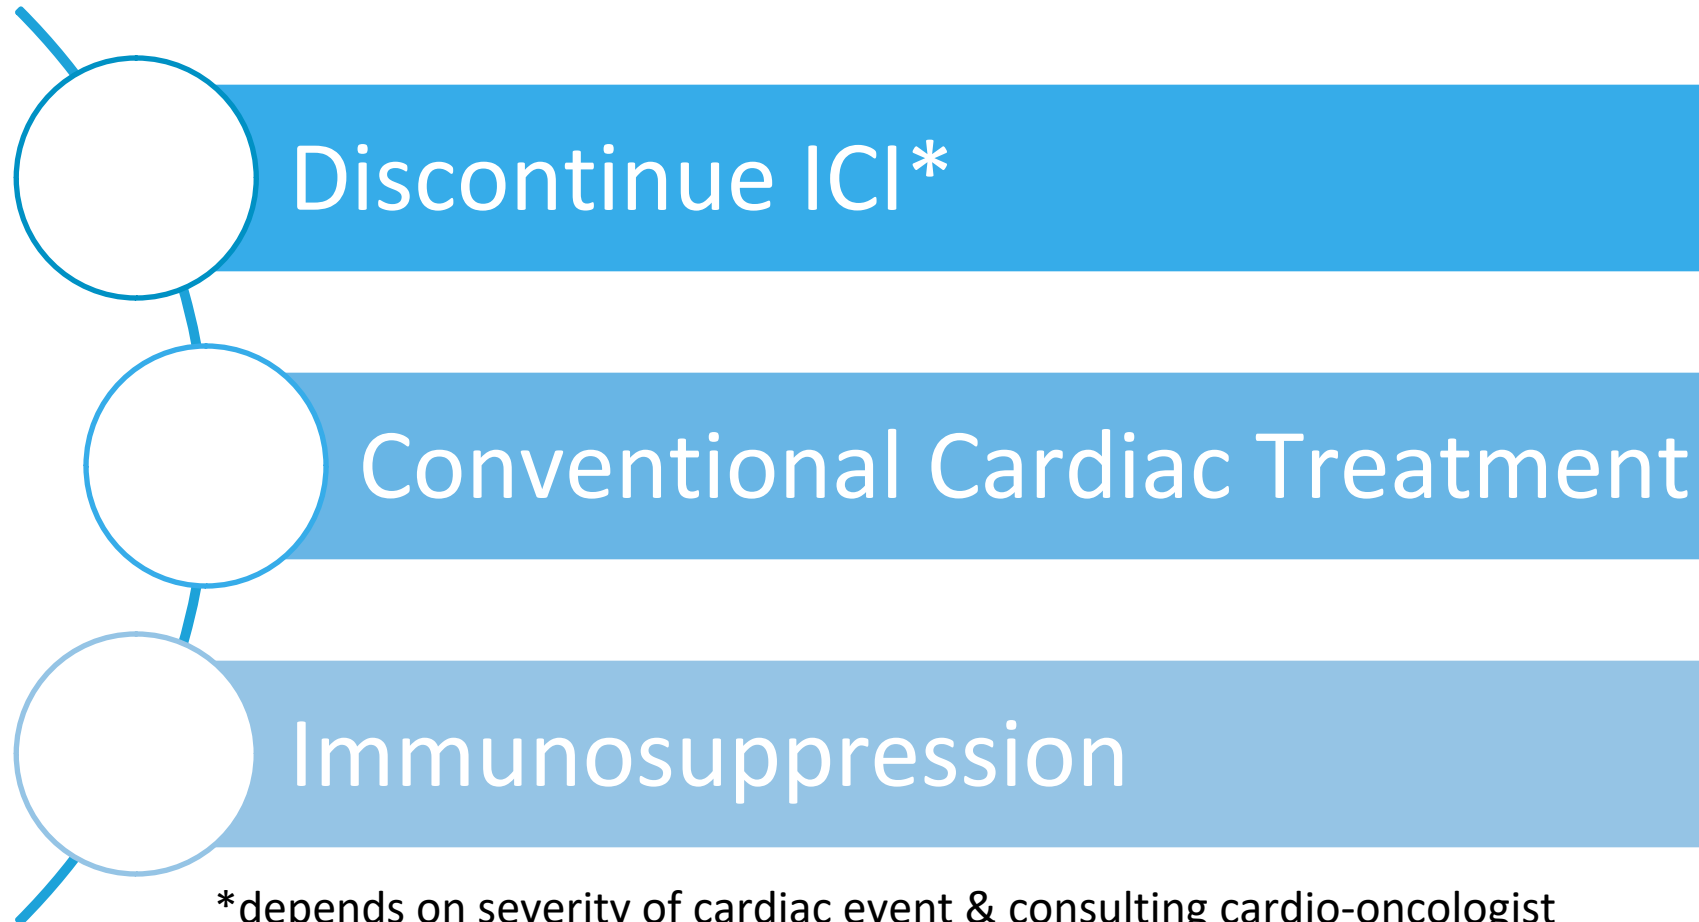 Discontinue ICI*
Conventional Cardiac Treatment
Immunosuppression
*depends on severity of cardiac event & consulting cardio-oncologist